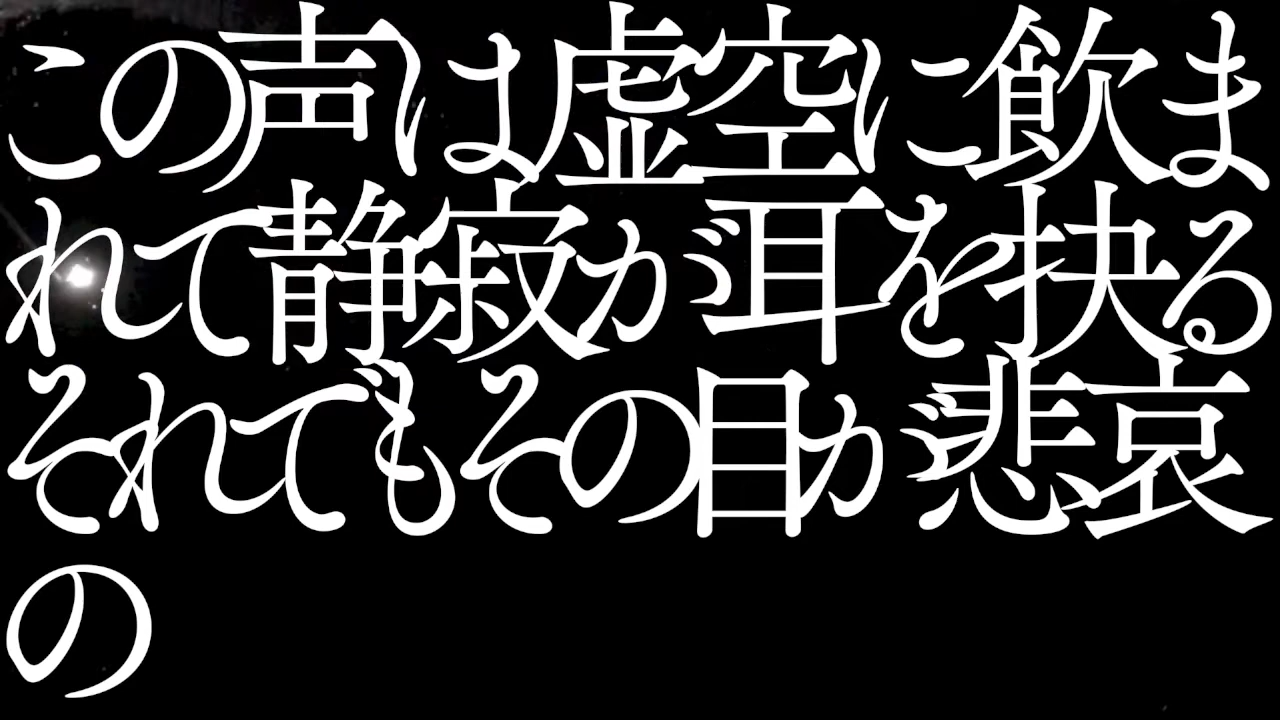 この声は虚空に飲ま
れて静寂が耳を抉る
それでもその目が悲哀
の